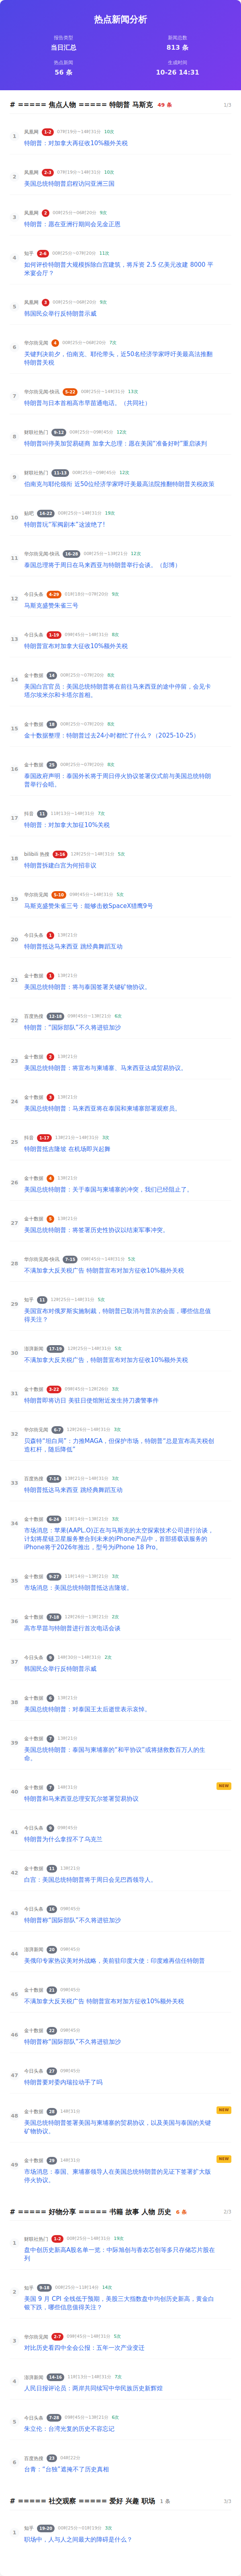 热点新闻分析
报告类型
当日汇总
新闻总数
813 条
热点新闻
56 条
生成时间
10-26 14:31
# ===== 焦点人物 ===== 特朗普 马斯克 49 条 1/3
1 凤凰网 1-2 07时19分~14时31分 10次
特朗普：对加拿大再征收10%额外关税
2 凤凰网 2-3 07时19分~14时31分 10次
美国总统特朗普启程访问亚洲三国
3 凤凰网 2 00时25分~06时20分 9次
特朗普：愿在亚洲行期间会见金正恩
4 知乎 2-6 00时25分~07时20分 11次
如何评价特朗普大规模拆除白宫建筑，将斥资 2.5 亿美元改建 8000 平
米宴会厅？
5 凤凰网 3 00时25分~06时20分 9次
韩国民众举行反特朗普示威
6 华尔街见闻 4 00时25分~06时20分 7次
关键判决前夕，伯南克、耶伦带头，近50名经济学家呼吁美最高法推翻
特朗普关税
7 华尔街见闻-快讯 5-22 00时25分~14时31分 13次
特朗普与日本首相高市早苗通电话。（共同社）
8 财联社热门 9-12 00时25分~09时45分 12次
特朗普叫停美加贸易磋商 加拿大总理：愿在美国"准备好时"重启谈判
9 财联社热门 11-13 00时25分~09时45分 12次
伯南克与耶伦领衔 近50位经济学家呼吁美最高法院推翻特朗普关税政策
10 贴吧 14-22 00时25分~14时31分 19次
特朗普玩"军阀剧本"这波绝了!
11 华尔街见闻-快讯 16-28 00时25分~13时21分 12次
泰国总理将于周日在马来西亚与特朗普举行会谈。（彭博）
12 今日头条 4-29 01时18分~07时20分 9次
马斯克盛赞朱雀三号
13 今日头条 1-19 08时45分~14时31分 8次
特朗普宣布对加拿大征收10%额外关税
14 金十数据 14 00时25分~07时20分 8次
美国白宫官员：美国总统特朗普将在前往马来西亚的途中停留，会见卡
塔尔埃米尔和卡塔尔首相。
15 金十数据 18 00时25分~07时20分 8次
金十数据整理：特朗普过去24小时都忙了什么？（2025-10-25）
16 金十数据 25 00时25分~07时20分 8次
泰国政府声明：泰国外长将于周日停火协议签署仪式前与美国总统特朗
普举行会晤。
17 抖音 11 11时13分~14时31分 7次
特朗普：对加拿大加征10%关税
18 bilibili 热搜 3-16 12时25分~14时31分 5次
特朗普拆建白宫为何招非议
19 华尔街见闻 5-10 09时45分~14时31分 5次
马斯克盛赞朱雀三号：能够击败SpaceX猎鹰9号
20 今日头条 1 13时22分
特朗普抵达马来西亚 跳经典舞蹈互动
21 金十数据 1 13时21分
美国总统特朗普：将与泰国签署关键矿物协议。
22 百度热搜 12-18 09时45分~13时21分 6次
特朗普："国际部队"不久将进驻加沙
23 金十数据 2 13时21分
美国总统特朗普：将宣布与柬埔寨、马来西亚达成贸易协议。
24 金十数据 3 13时21分
美国总统特朗普：马来西亚将在泰国和柬埔寨部署观察员。
25 抖音 1-17 13时21分~14时31分 3次
特朗普抵吉隆坡 在机场即兴起舞
26 金十数据 4 13时21分
美国总统特朗普：关于泰国与柬埔寨的冲突，我们已经阻止了。
27 金十数据 5 13时21分
美国总统特朗普：将签署历史性协议以结束军事冲突。
28 华尔街见闻-快讯 7-15 09时45分~14时31分 5次
不满加拿大反关税广告 特朗普宣布对加方征收10%额外关税
29 知乎 11 12时25分~14时31分 5次
美国宣布对俄罗斯实施制裁，特朗普已取消与普京的会面，哪些信息值
得关注？
30 澎湃新闻 17-19 12时25分~14时31分 5次
不满加拿大反关税广告，特朗普宣布对加方征收10%额外关税
31 金十数据 2-22 09时45分~12时26分 3次
特朗普即将访日 美驻日使馆附近发生持刀袭警事件
32 华尔街见闻 6-7 12时26分~14时31分 3次
贝森特"坦白局"：力推MAGA，但保护市场，特朗普"总是宣布高关税创
造杠杆，随后降低"
33 百度热搜 7-14 13时21分~14时31分 3次
特朗普抵达马来西亚 跳经典舞蹈互动
34 金十数据 6-24 11时14分~13时21分 3次
市场消息：苹果(AAPL.O)正在与马斯克的太空探索技术公司进行洽谈，
计划将星链卫星服务整合到未来的iPhone产品中，首部搭载该服务的
iPhone将于2026年推出，型号为iPhone 18 Pro。
35 金十数据 9-27 11时14分~13时21分 3次
市场消息：美国总统特朗普抵达吉隆坡。
36 金十数据 7-19 12时26分~13时21分 2次
高市早苗与特朗普进行首次电话会谈
37 今日头条 9 14时30分~14时31分 2次
韩国民众举行反特朗普示威
38 金十数据 6 13时21分
美国总统特朗普：对泰国王太后逝世表示哀悼。
39 金十数据 7 13时21分
美国总统特朗普：泰国与柬埔寨的"和平协议"或将拯救数百万人的生
命。
40 金十数据 7 14时31分 NEW
特朗普和马来西亚总理安瓦尔签署贸易协议
41 今日头条 9 09时45分
特朗普为什么拿捏不了乌克兰
42 金十数据 11 13时21分
白宫：美国总统特朗普将于周日会见巴西领导人。
43 今日头条 16 09时45分
特朗普称"国际部队"不久将进驻加沙
44 澎湃新闻 20 09时45分
美俄印专家热议美对外战略，美前驻印度大使：印度难再信任特朗普
45 金十数据 21 09时45分
不满加拿大反关税广告 特朗普宣布对加方征收10%额外关税
46 金十数据 22 09时45分
特朗普称"国际部队"不久将进驻加沙
47 今日头条 27 09时45分
特朗普要对委内瑞拉动手了吗
48 金十数据 28 14时31分 NEW
美国总统特朗普签署美国与马来西亚的贸易协议，以及美国与泰国的关键
矿物协议。
49 金十数据 29 14时31分 NEW
市场消息：泰国、柬埔寨领导人在美国总统特朗普的见证下签署扩大版
停火协议。
# ===== 好物分享 ===== 书籍 故事 人物 历史 6 条 2/3
1 财联社热门 1-2 00时25分~14时31分 19次
盘中创历史新高A股名单一览：中际旭创与香农芯创等多只存储芯片股在
列
2 知乎 9-18 00时25分~11时14分 14次
美国 9 月 CPI 全线低于预期，美股三大指数盘中均创历史新高，黄金白
银下跌，哪些信息值得关注？
3 华尔街见闻 2-7 09时45分~14时31分 5次
对比历史看四中全会公报：五年一次产业变迁
4 澎湃新闻 14-16 11时13分~14时31分 7次
人民日报评论员：两岸共同续写中华民族历史新辉煌
5 今日头条 7-28 08时45分~13时21分 6次
朱立伦：台湾光复的历史不容忘记
6 百度热搜 23 04时22分
台青："台独"遮掩不了历史真相
# ===== 社交观察 ===== 爱好 兴趣 职场 1 条 3/3
1 知乎 19-20 00时25分~01时19分 3次
职场中，人与人之间最大的障碍是什么？